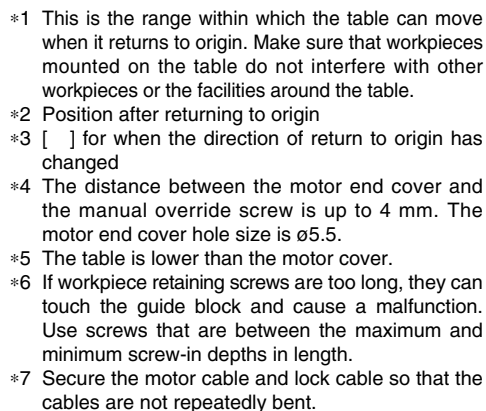 *1 This is the range within which the table can move
when it returns to origin. Make sure that workpieces
mounted on the table do not interfere with other
workpieces or the facilities around the table.
*2 Position after returning to origin
*3 [   ] for when the direction of return to origin has
changed
*4 The distance between the motor end cover and
the manual override screw is up to 4 mm. The
motor end cover hole size is ø5.5.
*5 The table is lower than the motor cover.
*6 If workpiece retaining screws are too long, they can
touch the guide block and cause a malfunction.
Use screws that are between the maximum and
minimum screw-in depths in length.
*7 Secure the motor cable and lock cable so that the
cables are not repeatedly bent.